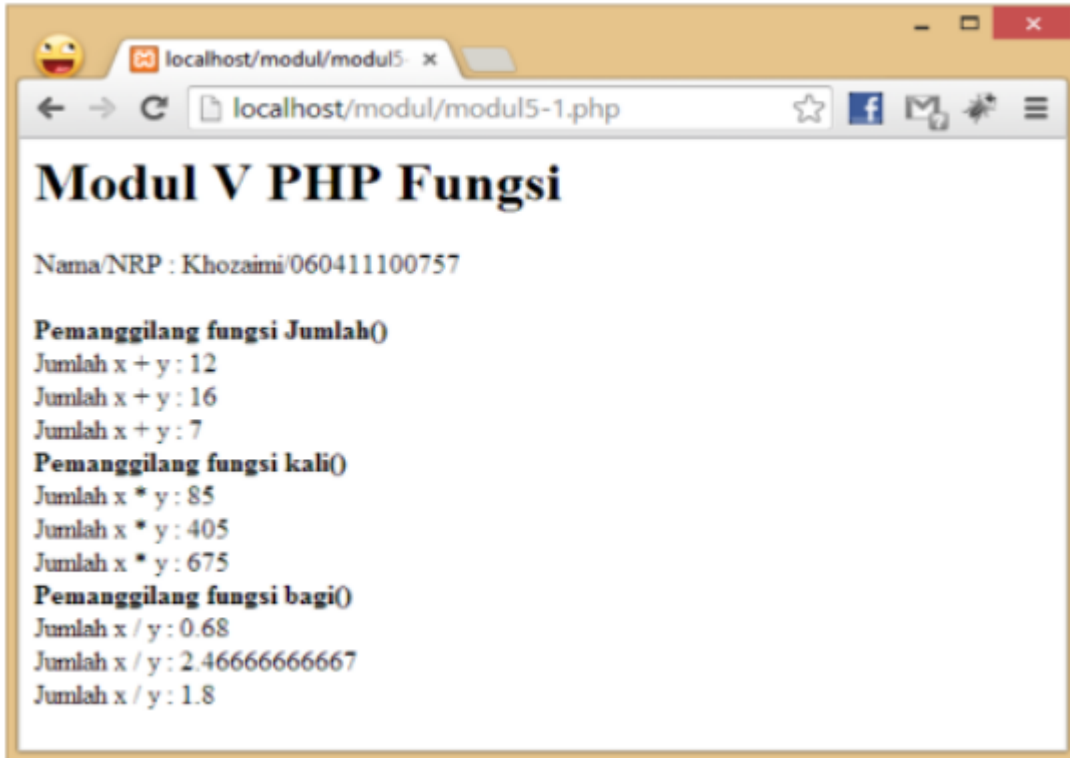 localhost/modul/modul5-
localhost/modul/modul5-1.php
Modul V PHP Fungsi
Nama/NRP : Khozaimi/060411100757
Pemanggilang fungsi Jumlah()
Jumlah x + y : 12
Jumlah x + y : 16
Jumlah x + y : 7
Pemanggilang fungsi kali()
Jumlah x * y : 85
Jumlah x * y : 405
Jumlah x * y : 675
Pemanggilang fungsi bagi()
Jumlah x / y : 0.68
Jumlah x / y : 2.46666666667
Jumlah x / y : 1.8